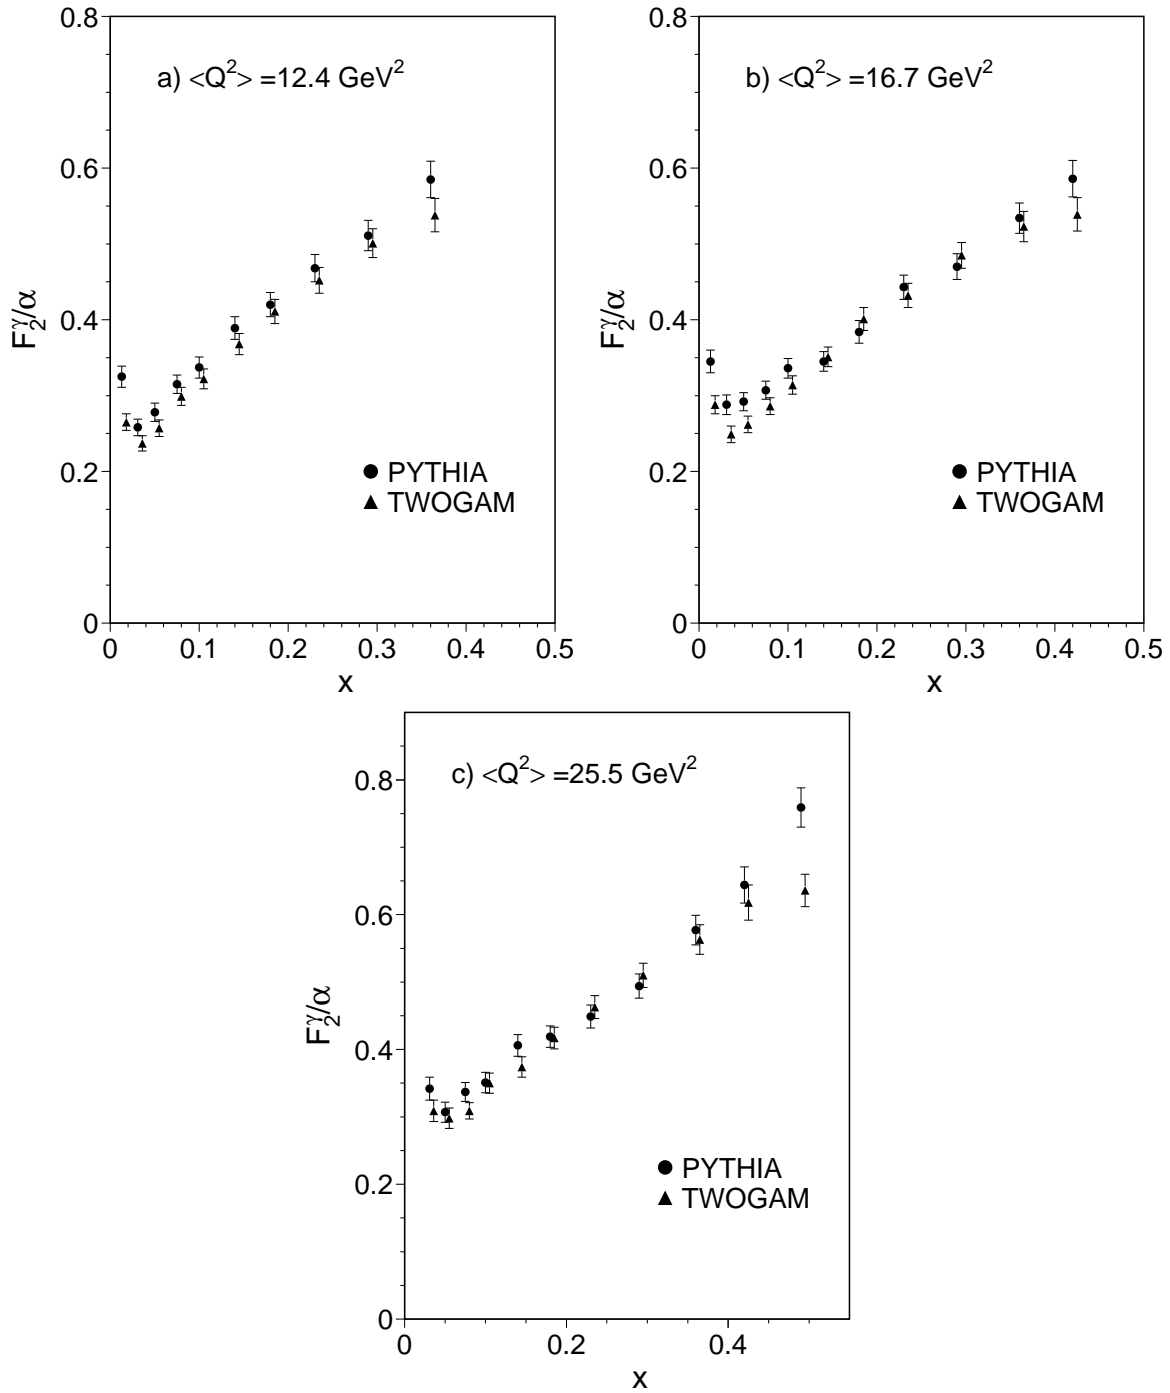 a) <Q²> =12.4 GeV²
0.8
0.6
0.4
0.2
0
F₂ᵞ/α
PYTHIA
TWOGAM
0 0.1 0.2 0.3 0.4 0.5
x
b) <Q²> =16.7 GeV²
0.8
0.6
0.4
0.2
0
F₂ᵞ/α
PYTHIA
TWOGAM
0 0.1 0.2 0.3 0.4 0.5
x
c) <Q²> =25.5 GeV²
0.8
0.6
0.4
0.2
0
F₂ᵞ/α
PYTHIA
TWOGAM
0 0.2 0.4
x